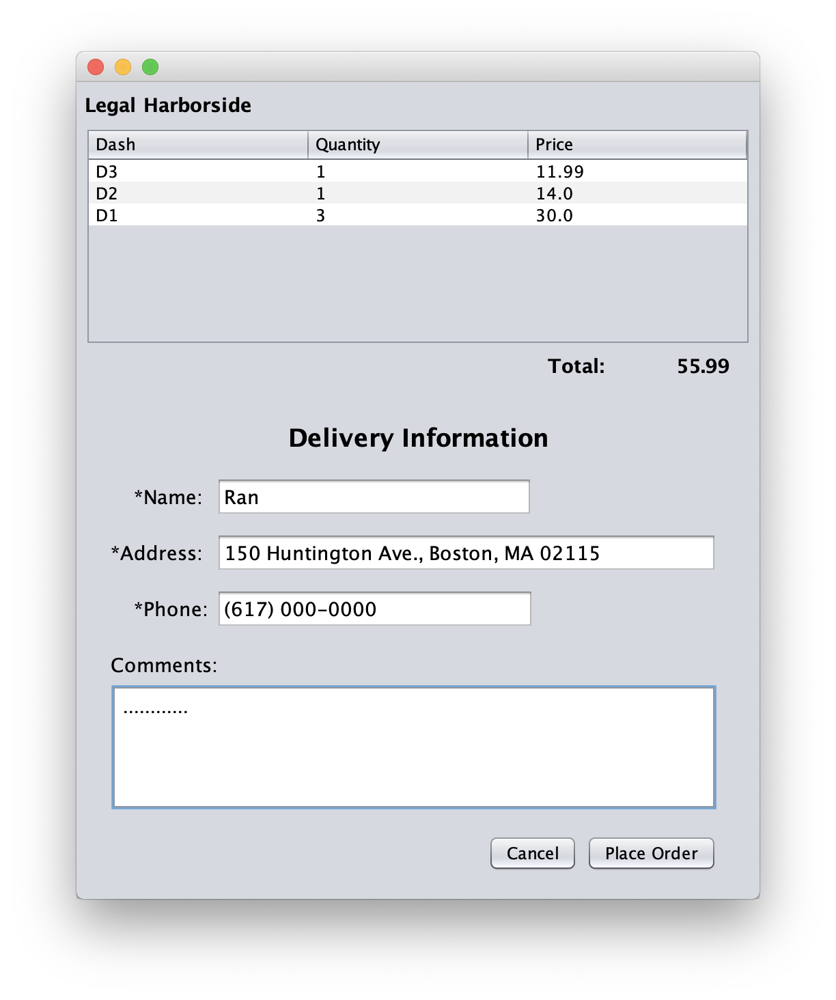 Legal Harborside
Dash Quantity Price
D3 1 11.99
D2 1 14.0
D1 3 30.0
Total: 55.99
Delivery Information
*Name: Ran
*Address: 150 Huntington Ave., Boston, MA 02115
*Phone: (617) 000-0000
Comments:
............
Cancel Place Order